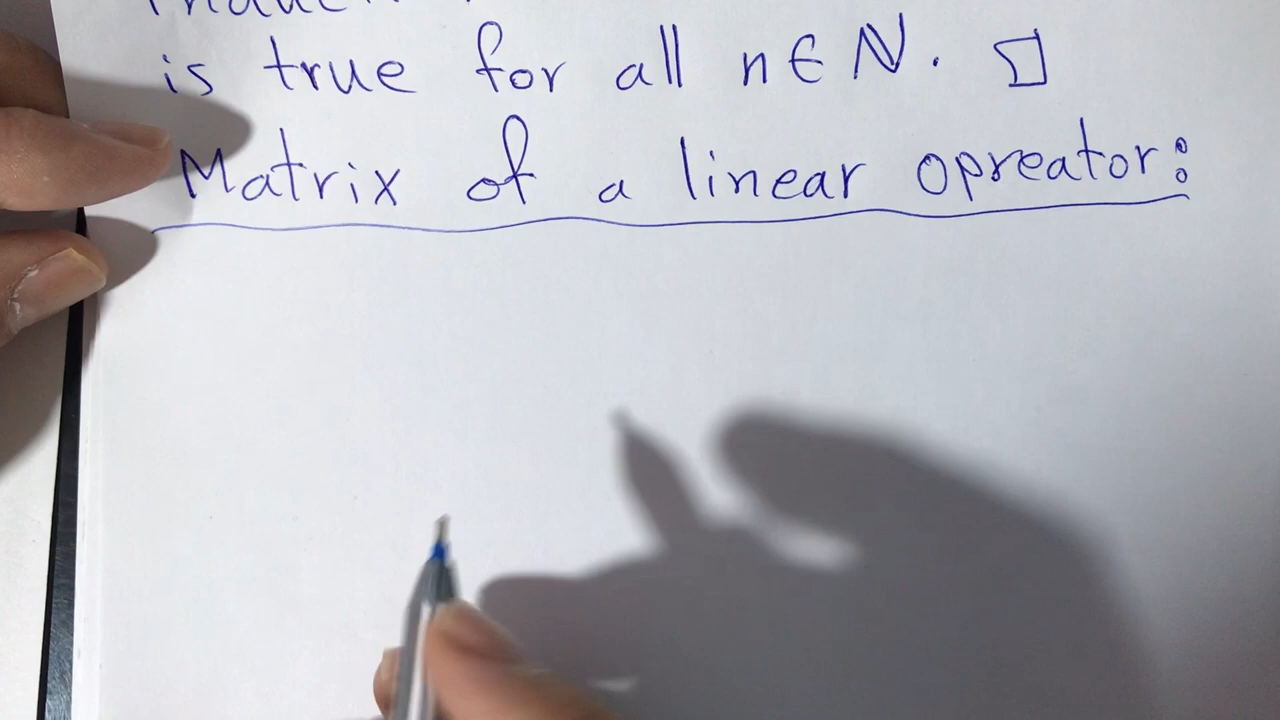 is true for all n ∈ N. □
Matrix of a linear opreator: